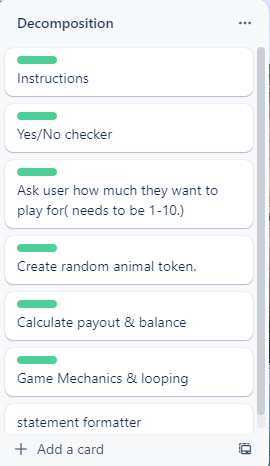 Decomposition
Instructions
Yes/No checker
Ask user how much they want to
play for( needs to be 1-10.)
Create random animal token.
Calculate payout & balance
Game Mechanics & looping
statement formatter
Add a card